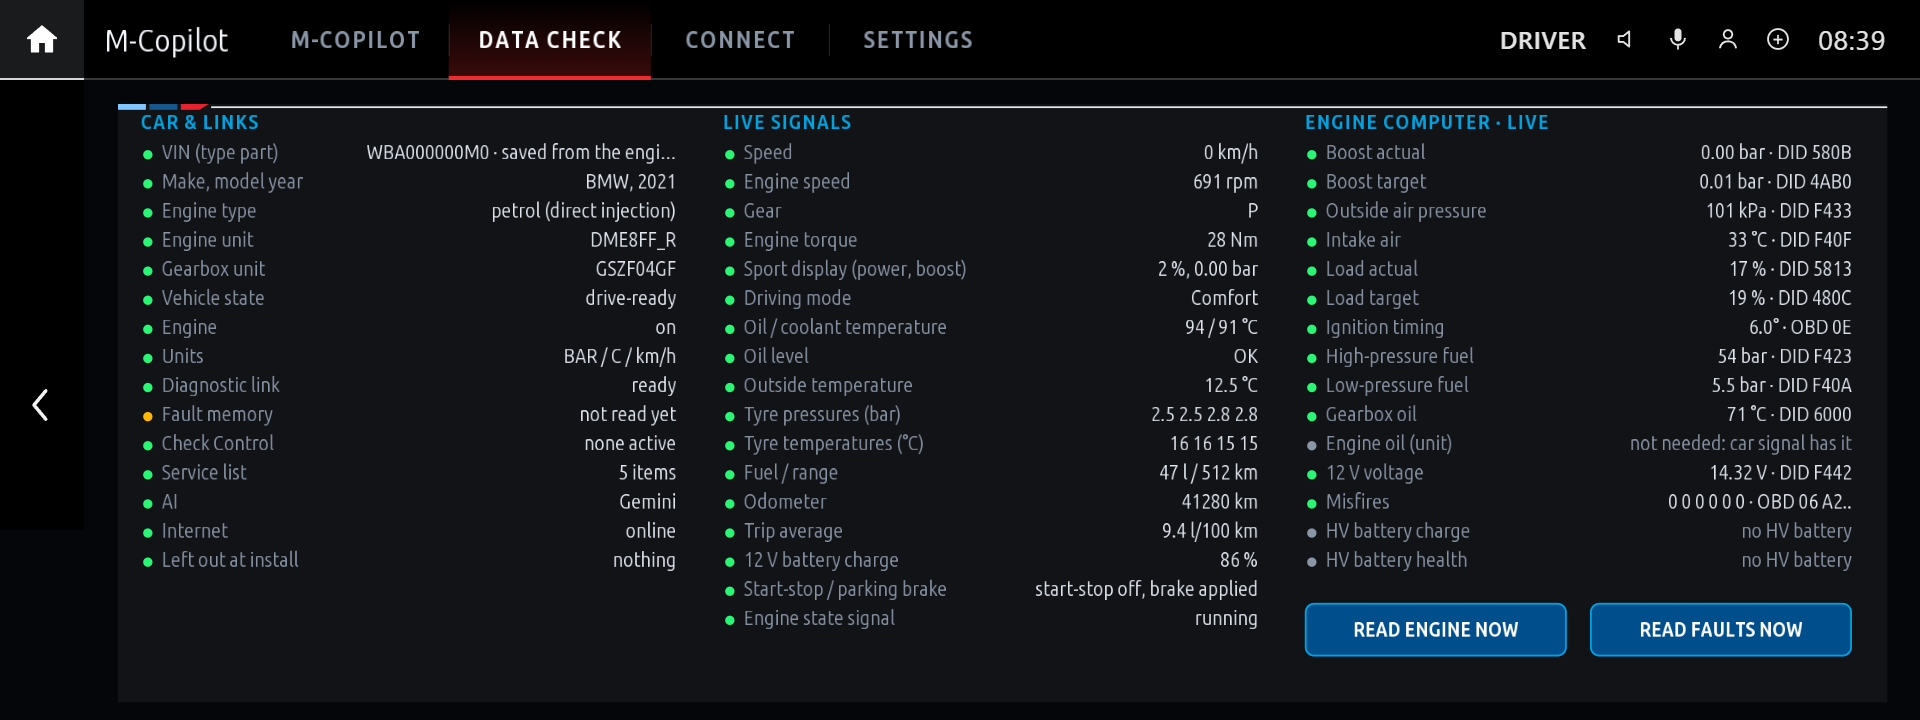 M-Copilot
M-COPILOT
DATA CHECK
CONNECT
SETTINGS
DRIVER
08:39
CAR & LINKS
VIN (type part) WBA000000M0 · saved from the engi...
Make, model year BMW, 2021
Engine type petrol (direct injection)
Engine unit DME8FF_R
Gearbox unit GSZF04GF
Vehicle state drive-ready
Engine on
Units BAR / C / km/h
Diagnostic link ready
Fault memory not read yet
Check Control none active
Service list 5 items
AI Gemini
Internet online
Left out at install nothing
LIVE SIGNALS
Speed 0 km/h
Engine speed 691 rpm
Gear P
Engine torque 28 Nm
Sport display (power, boost) 2 %, 0.00 bar
Driving mode Comfort
Oil / coolant temperature 94 / 91 °C
Oil level OK
Outside temperature 12.5 °C
Tyre pressures (bar) 2.5 2.5 2.8 2.8
Tyre temperatures (°C) 16 16 15 15
Fuel / range 47 l / 512 km
Odometer 41280 km
Trip average 9.4 l/100 km
12 V battery charge 86 %
Start-stop / parking brake start-stop off, brake applied
Engine state signal running
ENGINE COMPUTER · LIVE
Boost actual 0.00 bar · DID 580B
Boost target 0.01 bar · DID 4AB0
Outside air pressure 101 kPa · DID F433
Intake air 33 °C · DID F40F
Load actual 17 % · DID 5813
Load target 19 % · DID 480C
Ignition timing 6.0° · OBD 0E
High-pressure fuel 54 bar · DID F423
Low-pressure fuel 5.5 bar · DID F40A
Gearbox oil 71 °C · DID 6000
Engine oil (unit) not needed: car signal has it
12 V voltage 14.32 V · DID F442
Misfires 0 0 0 0 0 0 · OBD 06 A2..
HV battery charge no HV battery
HV battery health no HV battery
READ ENGINE NOW
READ FAULTS NOW